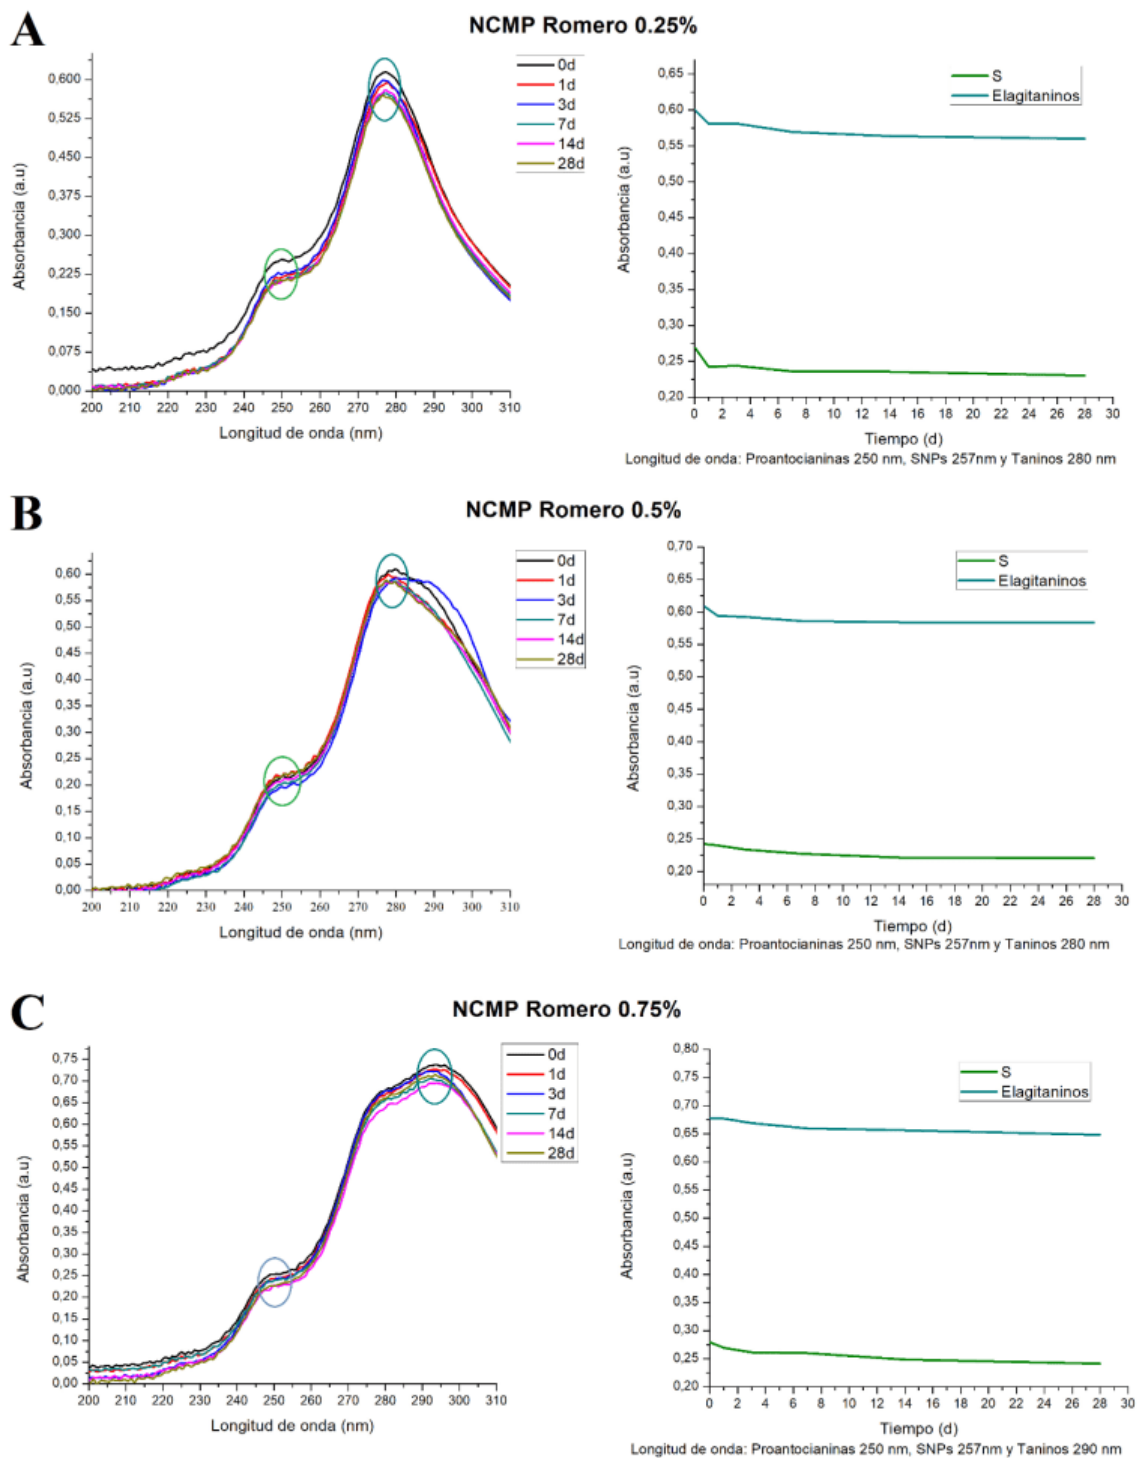 A
NCMP Romero 0.25%
0,600
0,525
0,450
0,375
0,300
0,225
0,150
0,075
0,000
Absorbancia (a.u)
200 210 220 230 240 250 260 270 280 290 300 310
Longitud de onda (nm)
0d
1d
3d
7d
14d
28d
0,65
0,60
0,55
0,50
0,45
0,40
0,35
0,30
0,25
0,20
Absorbancia (a.u)
S
Elagitaninos
0 2 4 6 8 10 12 14 16 18 20 22 24 26 28 30
Tiempo (d)
Longitud de onda: Proantocianinas 250 nm, SNPs 257nm y Taninos 280 nm
B
NCMP Romero 0.5%
0,60
0,55
0,50
0,45
0,40
0,35
0,30
0,25
0,20
0,15
0,10
0,05
0,00
Absorbancia (a.u)
200 210 220 230 240 250 260 270 280 290 300 310
Longitud de onda (nm)
0d
1d
3d
7d
14d
28d
0,70
0,65
0,60
0,55
0,50
0,45
0,40
0,35
0,30
0,25
0,20
Absorbancia (a.u)
S
Elagitaninos
0 2 4 6 8 10 12 14 16 18 20 22 24 26 28 30
Tiempo (d)
Longitud de onda: Proantocianinas 250 nm, SNPs 257nm y Taninos 280 nm
C
NCMP Romero 0.75%
0,75
0,70
0,65
0,60
0,55
0,50
0,45
0,40
0,35
0,30
0,25
0,20
0,15
0,10
0,05
0,00
Absorbancia (a.u)
200 210 220 230 240 250 260 270 280 290 300 310
Longitud de onda (nm)
0d
1d
3d
7d
14d
28d
0,80
0,75
0,70
0,65
0,60
0,55
0,50
0,45
0,40
0,35
0,30
0,25
0,20
Absorbancia (a.u)
S
Elagitaninos
0 2 4 6 8 10 12 14 16 18 20 22 24 26 28 30
Tiempo (d)
Longitud de onda: Proantocianinas 250 nm, SNPs 257nm y Taninos 290 nm